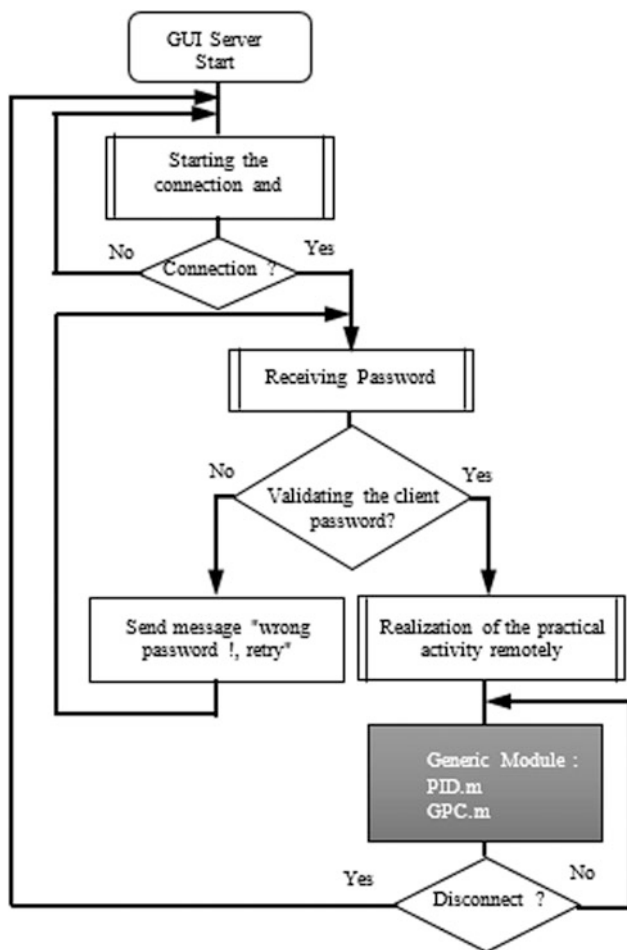 GUI Server
Start
Starting the
connection and
No
Yes
Connection ?
Receiving Password
No
Yes
Validating the client
password?
Send message "wrong
password !, retry"
Realization of the practical
activity remotely
Generic Module :
PID.m
GPC.m
Yes
No
Disconnect ?